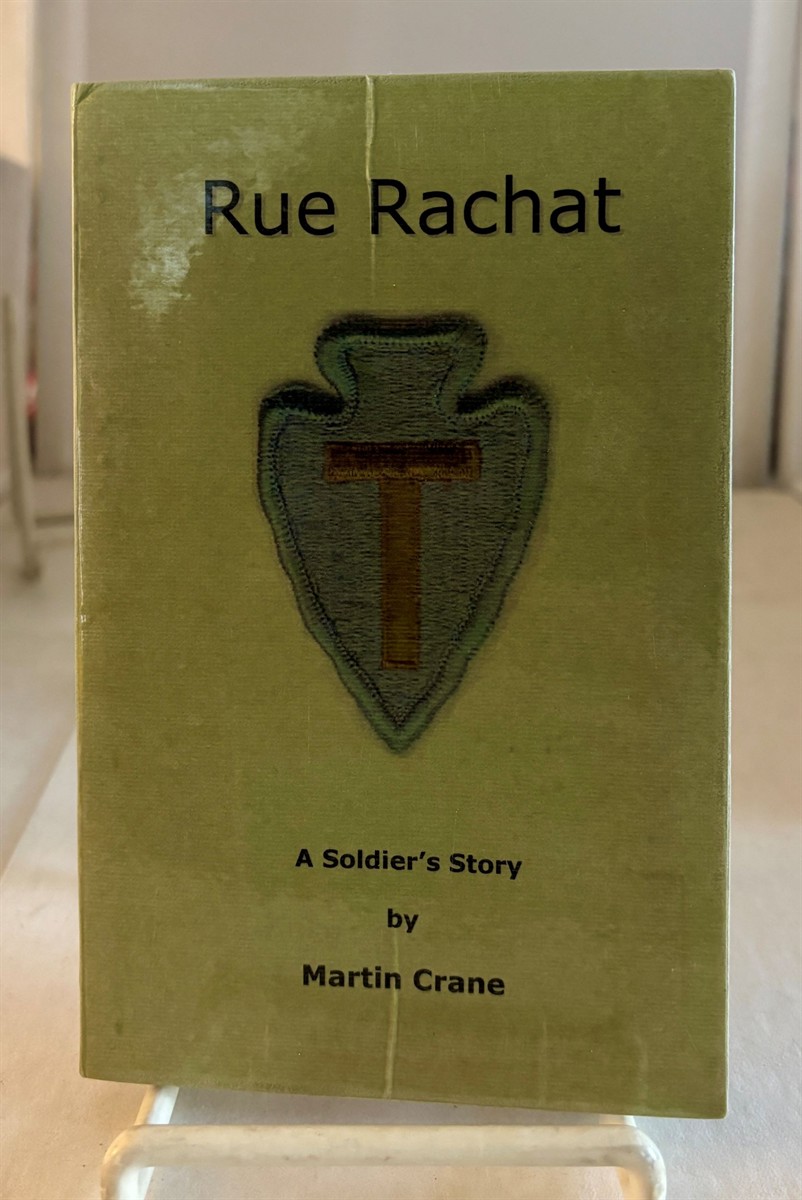 Rue Rachat
T
A Soldier’s Story
by
Martin Crane